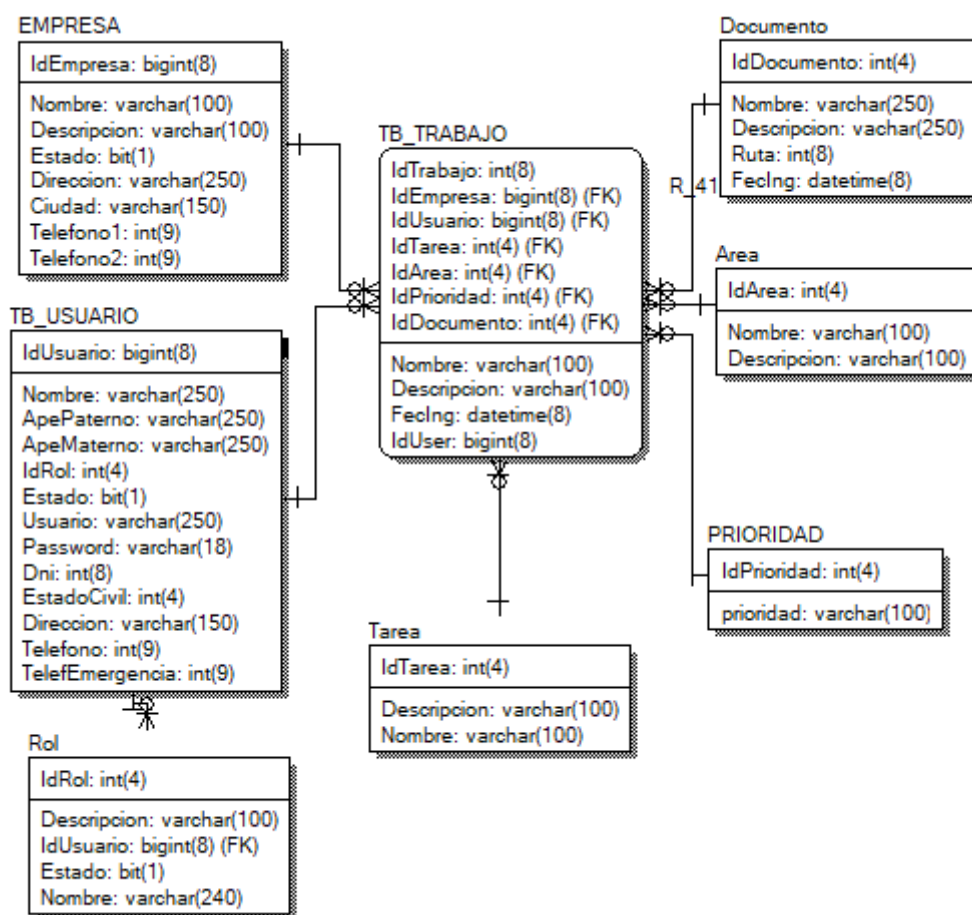 EMPRESA
IdEmpresa: bigint(8)
Nombre: varchar(100)
Descripcion: varchar(100)
Estado: bit(1)
Direccion: varchar(250)
Ciudad: varchar(150)
Telefono1: int(9)
Telefono2: int(9)
TB_USUARIO
IdUsuario: bigint(8)
Nombre: varchar(250)
ApePaterno: varchar(250)
ApeMaterno: varchar(250)
IdRol: int(4)
Estado: bit(1)
Usuario: varchar(250)
Password: varchar(18)
Dni: int(8)
EstadoCivil: int(4)
Direccion: varchar(150)
Telefono: int(9)
TelefEmergencia: int(9)
Rol
IdRol: int(4)
Descripcion: varchar(100)
IdUsuario: bigint(8) (FK)
Estado: bit(1)
Nombre: varchar(240)
TB_TRABAJO
IdTrabajo: int(8)
IdEmpresa: bigint(8) (FK)
IdUsuario: bigint(8) (FK)
IdTarea: int(4) (FK)
IdArea: int(4) (FK)
IdPrioridad: int(4) (FK)
IdDocumento: int(4) (FK)
Nombre: varchar(100)
Descripcion: varchar(100)
FecIng: datetime(8)
IdUser: bigint(8)
Tarea
IdTarea: int(4)
Descripcion: varchar(100)
Nombre: varchar(100)
R_41
Documento
IdDocumento: int(4)
Nombre: varchar(250)
Descripcion: vachar(250)
Ruta: int(8)
FecIng: datetime(8)
Area
IdArea: int(4)
Nombre: varchar(100)
Descripcion: varchar(100)
PRIORIDAD
IdPrioridad: int(4)
prioridad: varchar(100)